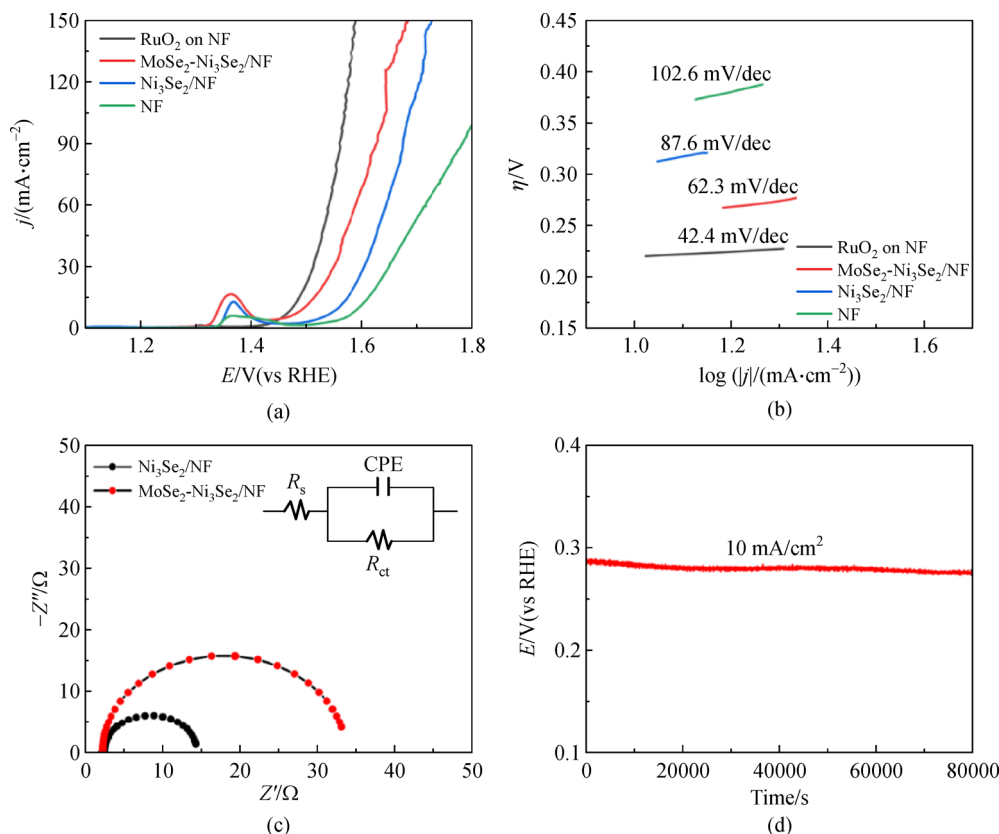 150
120
90
60
30
0
j/(mA·cm⁻²)
RuO₂ on NF
MoSe₂-Ni₃Se₂/NF
Ni₃Se₂/NF
NF
1.2
1.4
1.6
1.8
E/V(vs RHE)
(a)
0.45
0.40
0.35
0.30
0.25
0.20
0.15
η/V
102.6 mV/dec
87.6 mV/dec
62.3 mV/dec
42.4 mV/dec
RuO₂ on NF
MoSe₂-Ni₃Se₂/NF
Ni₃Se₂/NF
NF
1.0
1.2
1.4
1.6
log (|j|/(mA·cm⁻²))
(b)
50
40
30
20
10
0
−Z″/Ω
Ni₃Se₂/NF
MoSe₂-Ni₃Se₂/NF
Rs
CPE
Rct
0
10
20
30
40
50
Z′/Ω
(c)
0.4
0.3
0.2
0.1
E/V(vs RHE)
10 mA/cm²
0
20000
40000
60000
80000
Time/s
(d)